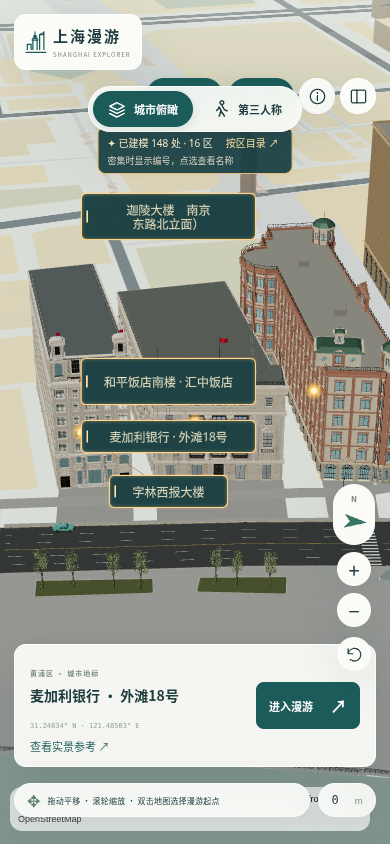 上海漫游
SHANGHAI EXPLORER
城市俯瞰
第三人称
✦ 已建模 148 处 · 16 区 按区目录 ↗
密集时显示编号，点选查看名称
迦陵大楼 南京
东路北立面）
和平饭店南楼 · 汇中饭店
麦加利银行 · 外滩18号
字林西报大楼
N
+
−
黄浦区 · 城市地标
麦加利银行 · 外滩18号
进入漫游 ↗
31.24034° N · 121.48503° E
查看实景参考 ↗
拖动平移 · 滚轮缩放 · 双击地图选择漫游起点
0 m
OpenStreetMap